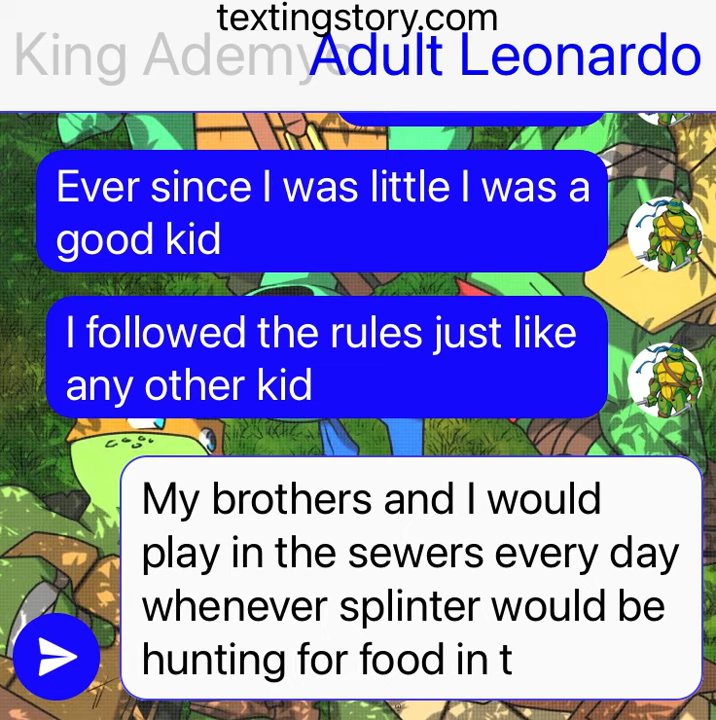 textingstory.com
King Ademy Adult Leonardo
Ever since I was little I was a
good kid
I followed the rules just like
any other kid
My brothers and I would
play in the sewers every day
whenever splinter would be
hunting for food in t